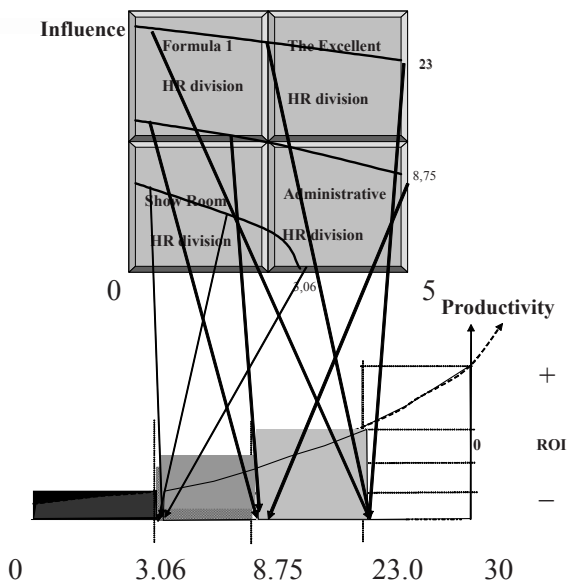 Influence
Formula 1
HR division
The Excellent
HR division
23
8,75
Show Room
HR division
Administrative
HR division
3,06
0
5
Productivity
+
0
ROI
–
0
3.06
8.75
23.0
30